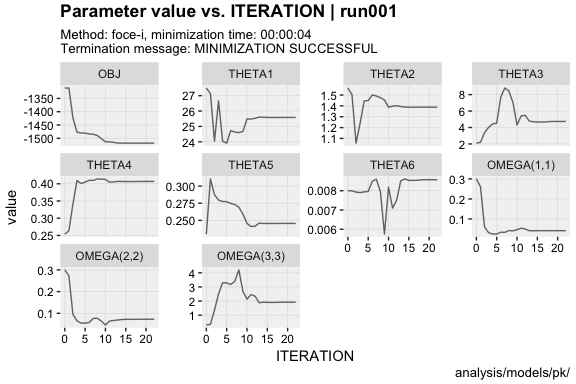 Parameter value vs. ITERATION | run001
Method: foce-i, minimization time: 00:00:04
Termination message: MINIMIZATION SUCCESSFUL
OBJ THETA1 THETA2 THETA3
-1350
-1400
-1450
-1500
27
26
25
24
1.5
1.4
1.3
1.2
1.1
8
6
4
2
THETA4 THETA5 THETA6 OMEGA(1,1)
0.40
0.35
0.30
0.25
0.300
0.275
0.250
0.008
0.007
0.006
0.3
0.2
0.1
0 5 10 15 20
0 5 10 15 20
OMEGA(2,2) OMEGA(3,3)
0.3
0.2
0.1
4
3
2
1
0 5 10 15 20
0 5 10 15 20
value
ITERATION
analysis/models/pk/